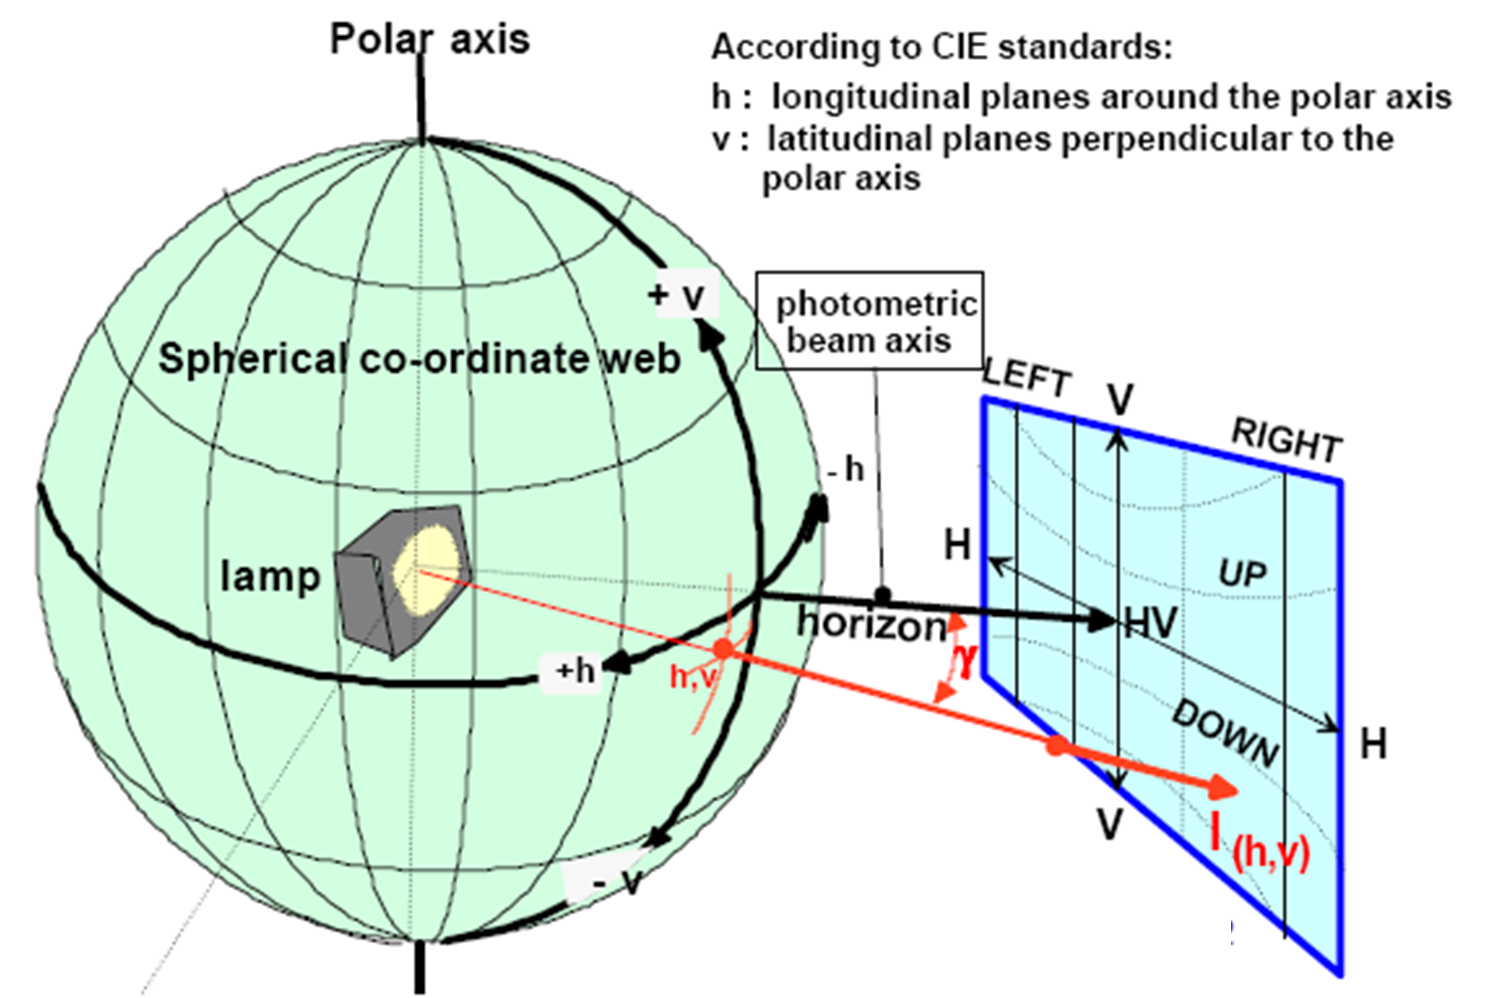 Polar axis
According to CIE standards:
h : longitudinal planes around the polar axis
v : latitudinal planes perpendicular to the
polar axis
+ v
photometric
beam axis
Spherical co-ordinate web
LEFT
V
RIGHT
- h
H
UP
lamp
HV
horizon
γ
+h
h,v
DOWN
H
V
I (h,v)
- v